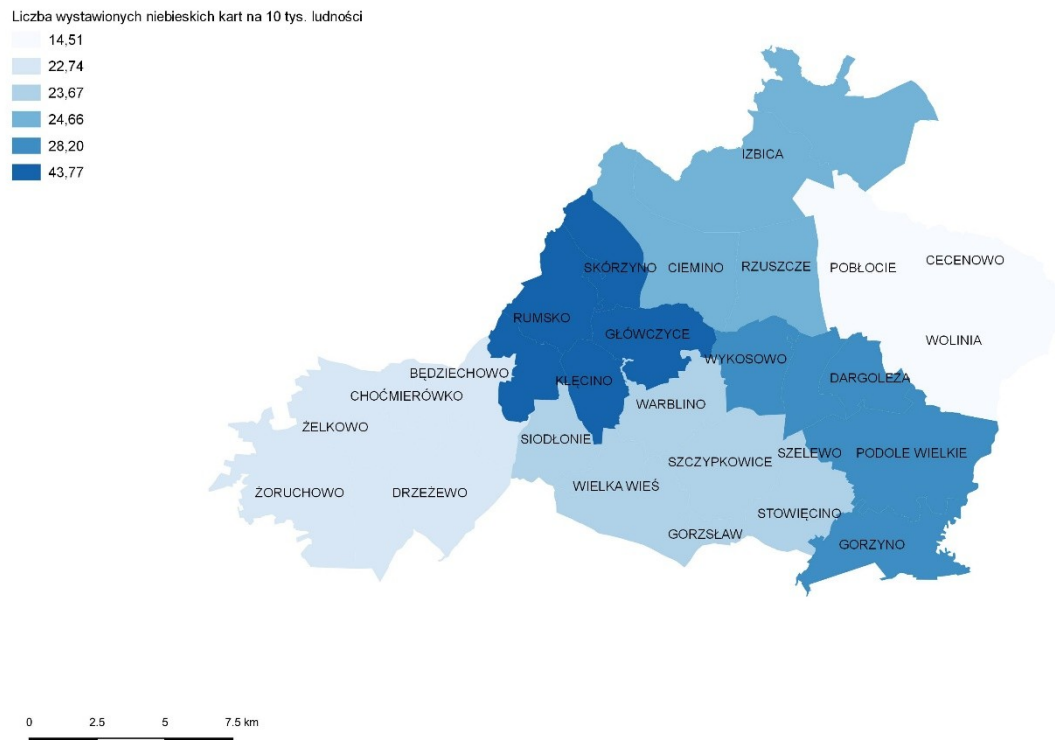 Liczba wystawionych niebieskich kart na 10 tys. ludności
14,51
22,74
23,67
24,66
28,20
43,77
IZBICA
SKÓRZYNO
CIEMINO
RZUSZCZE
POBŁOCIE
CECENOWO
RUMSKO
GŁÓWCZYCE
WOLINIA
WYKOSOWO
BĘDZIECHOWO
KLĘCINO
DARGOLEZA
CHOĆMIERÓWKO
WARBLINO
ŻELKOWO
SIODŁONIE
SZCZYPKOWICE
SZELEWO
PODOLE WIELKIE
WIELKA WIEŚ
ŻORUCHOWO
DRZEŻEWO
STOWIĘCINO
GORZSŁAW
GORZYNO
0 2.5 5 7.5 km